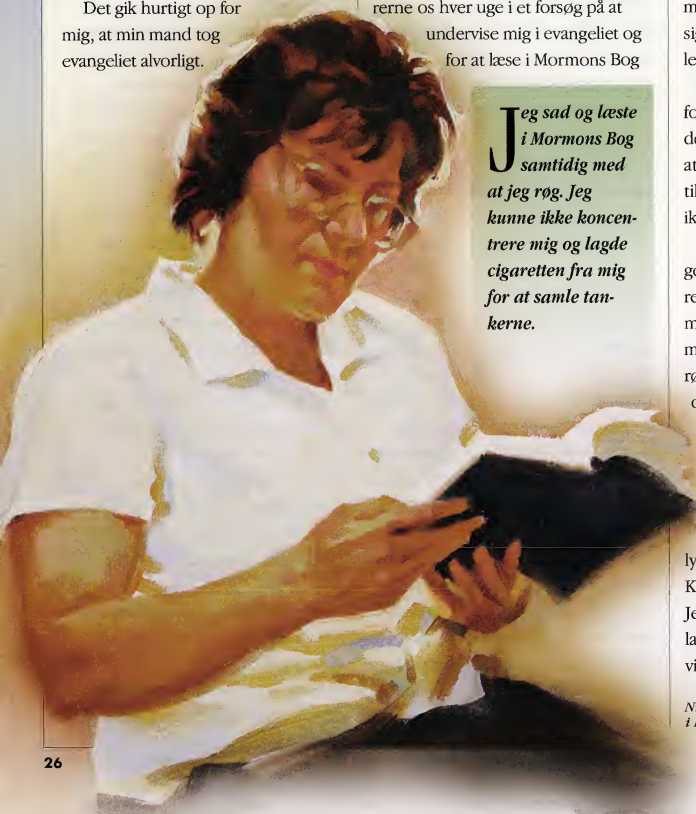 Det gik hurtigt op for
mig, at min mand tog
evangeliet alvorligt.
rerne os hver uge i et forsøg på at
undervise mig i evangeliet og
for at læse i Mormons Bog
Jeg sad og læste
i Mormons Bog
samtidig med
at jeg røg. Jeg
kunne ikke koncen-
trere mig og lagde
cigaretten fra mig
for at samle tan-
kerne.
26